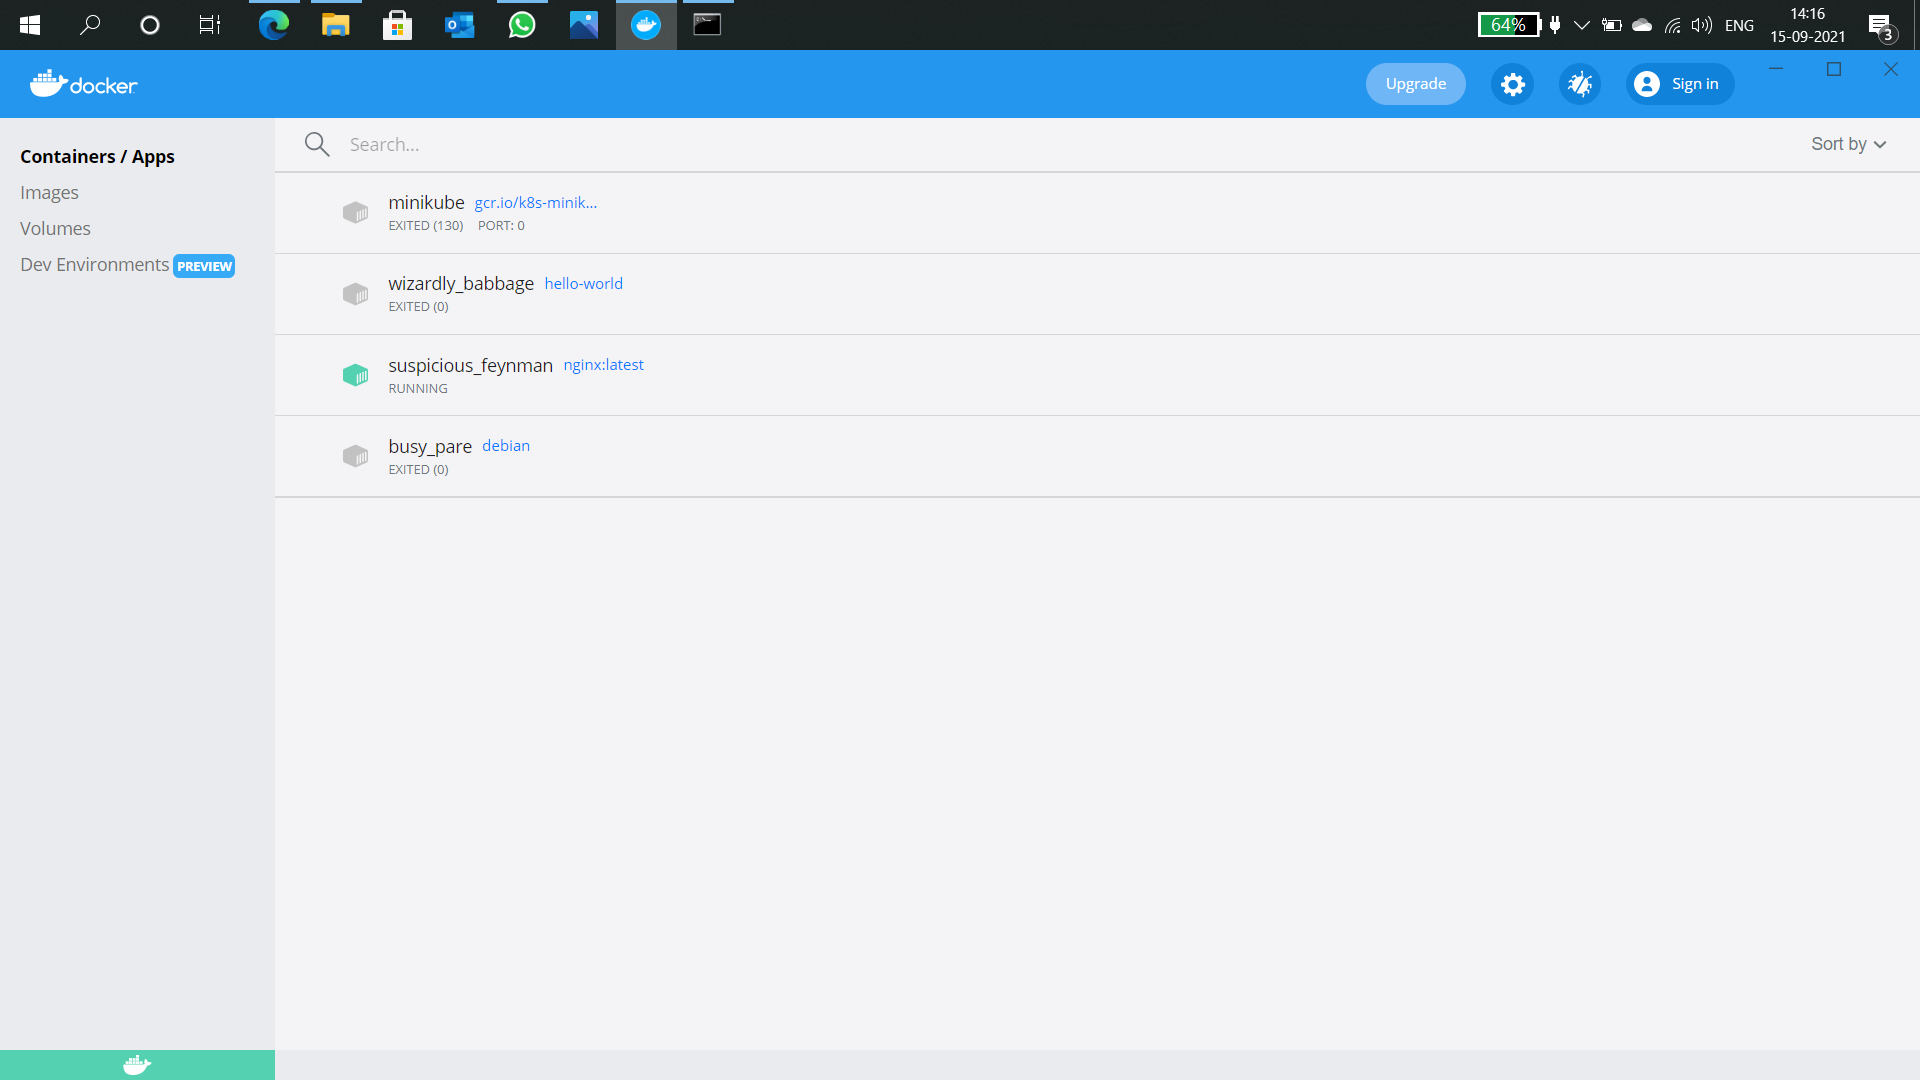 64%
ENG
14:16
15-09-2021
3
docker
Upgrade
Sign in
Containers / Apps
Images
Volumes
Dev Environments PREVIEW
Search...
Sort by
minikube gcr.io/k8s-minik...
EXITED (130) PORT: 0
wizardly_babbage hello-world
EXITED (0)
suspicious_feynman nginx:latest
RUNNING
busy_pare debian
EXITED (0)